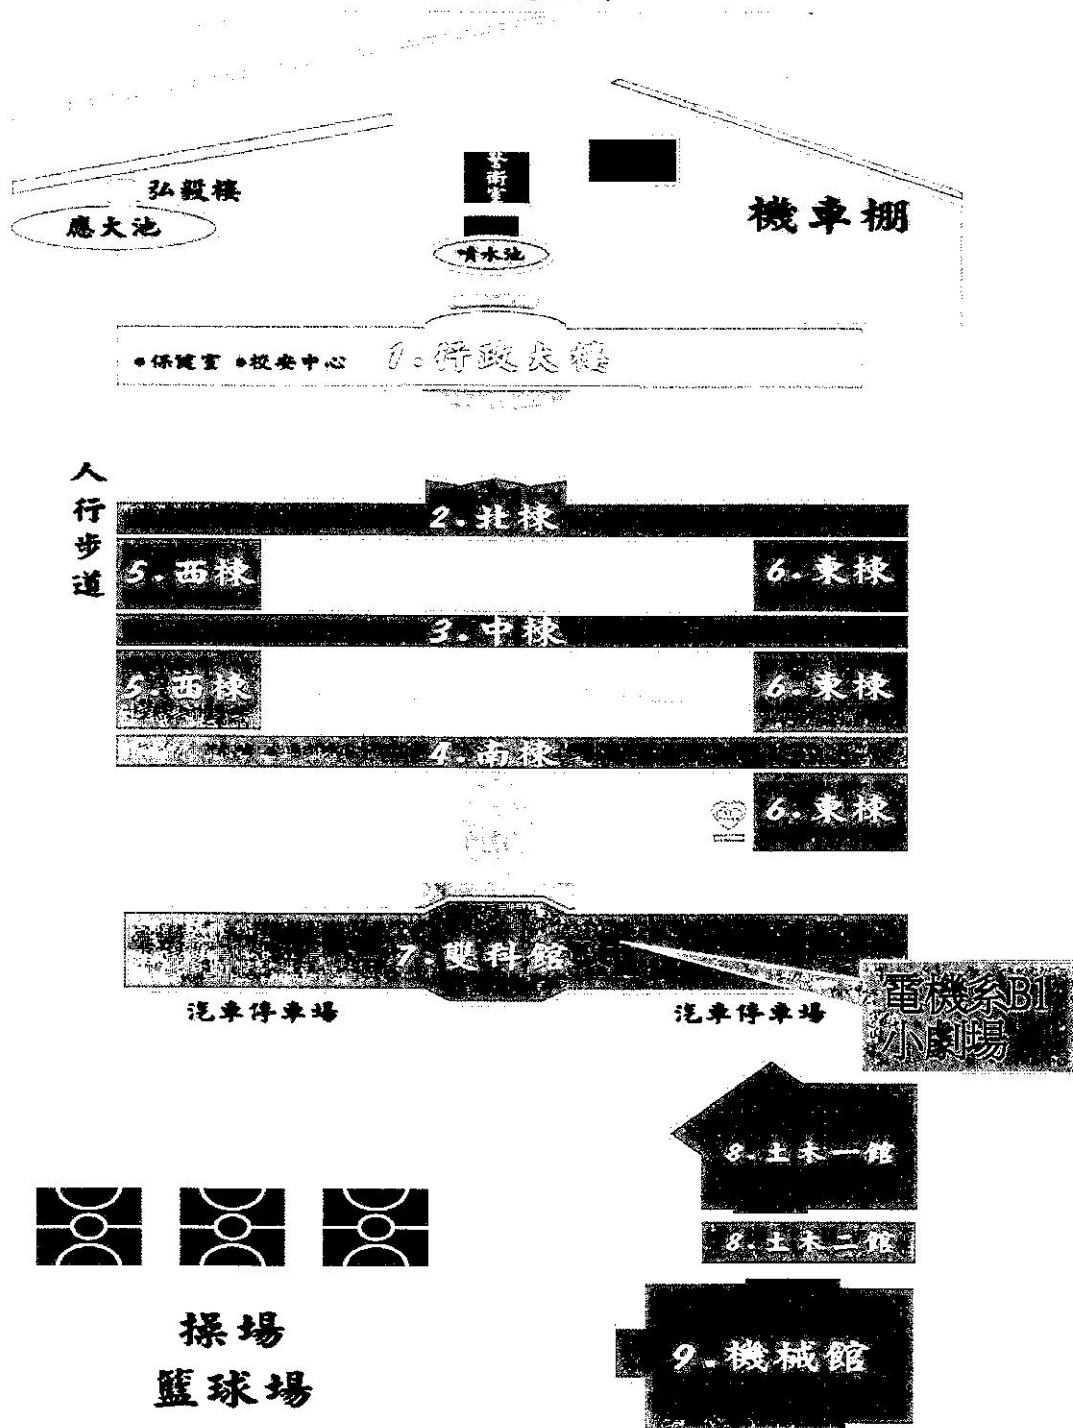 警衛室
弘毅樓
應大池
機車棚
噴水池
•保健室 •校安中心
1.行政大樓
人行步道
2.北棟
5.西棟
6.東棟
3.中棟
5.西棟
6.東棟
4.南棟
6.東棟
7.雙科館
汽車停車場
汽車停車場
電機系B1
小劇場
8.土木一館
8.土木二館
操場
籃球場
9.機械館